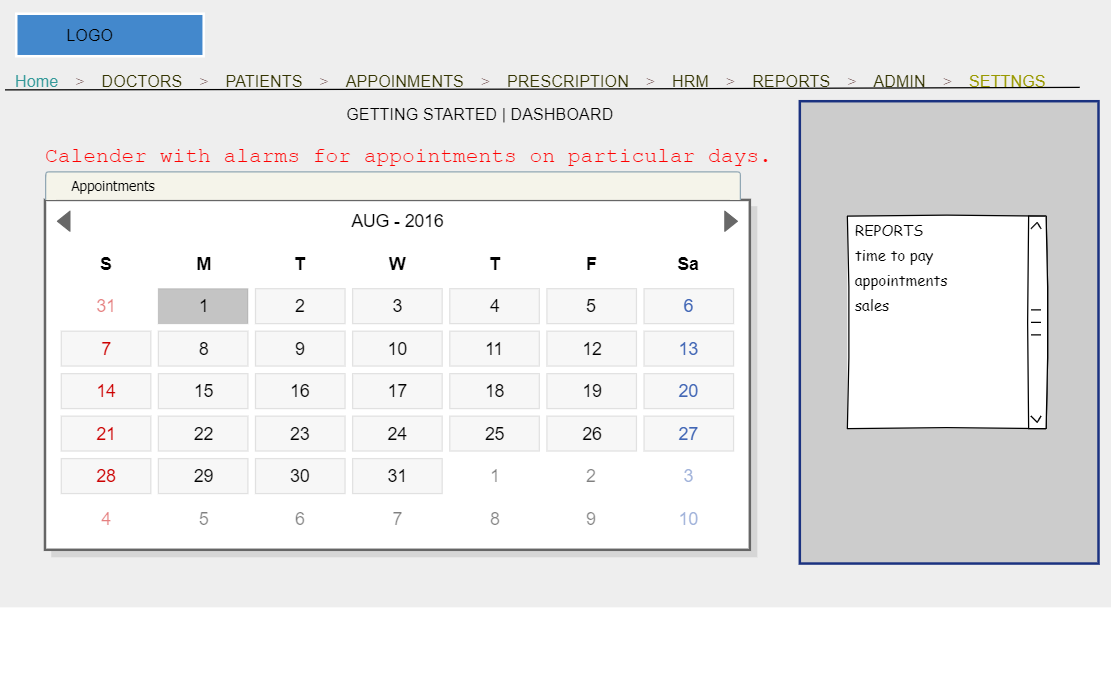 LOGO
Home > DOCTORS > PATIENTS > APPOINMENTS > PRESCRIPTION > HRM > REPORTS > ADMIN > SETTNGS
GETTING STARTED | DASHBOARD
Calender with alarms for appointments on particular days.
Appointments
AUG - 2016
S M T W T F Sa
31 1 2 3 4 5 6
7 8 9 10 11 12 13
14 15 16 17 18 19 20
21 22 23 24 25 26 27
28 29 30 31 1 2 3
4 5 6 7 8 9 10
REPORTS
time to pay
appointments
sales